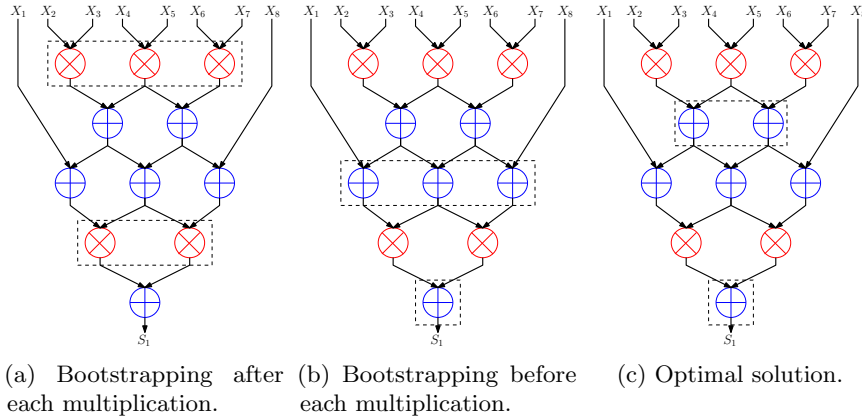 X1 X2 X3 X4 X5 X6 X7 X8 X1 X2 X3 X4 X5 X6 X7 X8 X1 X2 X3 X4 X5 X6 X7 X
S1 S1 S1
(a) Bootstrapping after each multiplication.
(b) Bootstrapping before each multiplication.
(c) Optimal solution.